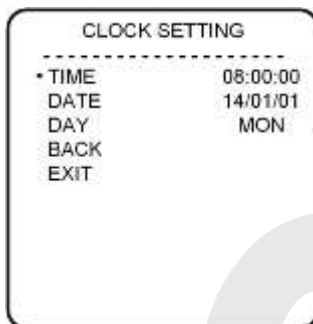 CLOCK SETTING
--------------------------
• TIME 08:00:00
DATE 14/01/01
DAY MON
BACK
EXIT